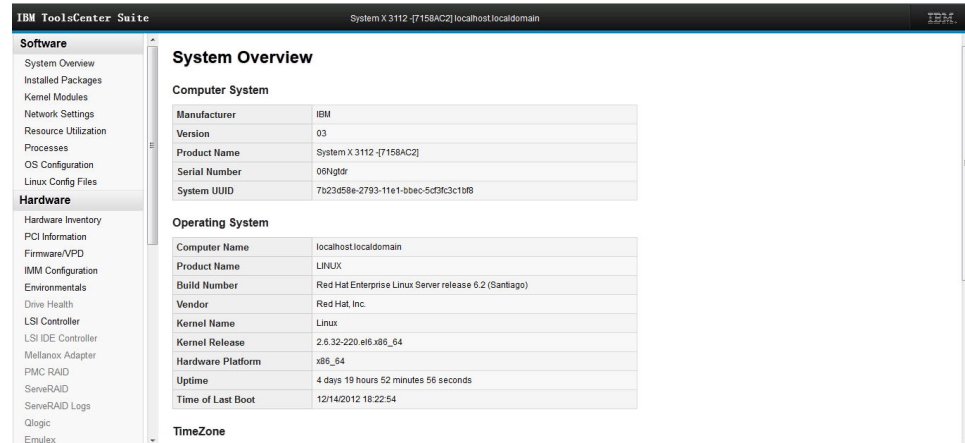 IBM ToolsCenter Suite
System X 3112 -[7158AC2] localhost.localdomain
IBM.
Software
System Overview
Installed Packages
Kernel Modules
Network Settings
Resource Utilization
Processes
OS Configuration
Linux Config Files
Hardware
Hardware Inventory
PCI Information
Firmware/VPD
IMM Configuration
Environmentals
Drive Health
LSI Controller
LSI IDE Controller
Mellanox Adapter
PMC RAID
ServeRAID
ServeRAID Logs
Qlogic
Emulex
System Overview
Computer System
Manufacturer IBM
Version 03
Product Name System X 3112 -[7158AC2]
Serial Number 06Ngtdr
System UUID 7b23d58e-2793-11e1-bbec-5cf3fc3c1bf8
Operating System
Computer Name localhost.localdomain
Product Name LINUX
Build Number Red Hat Enterprise Linux Server release 6.2 (Santiago)
Vendor Red Hat, Inc.
Kernel Name Linux
Kernel Release 2.6.32-220.el6.x86_64
Hardware Platform x86_64
Uptime 4 days 19 hours 52 minutes 56 seconds
Time of Last Boot 12/14/2012 18:22:54
TimeZone